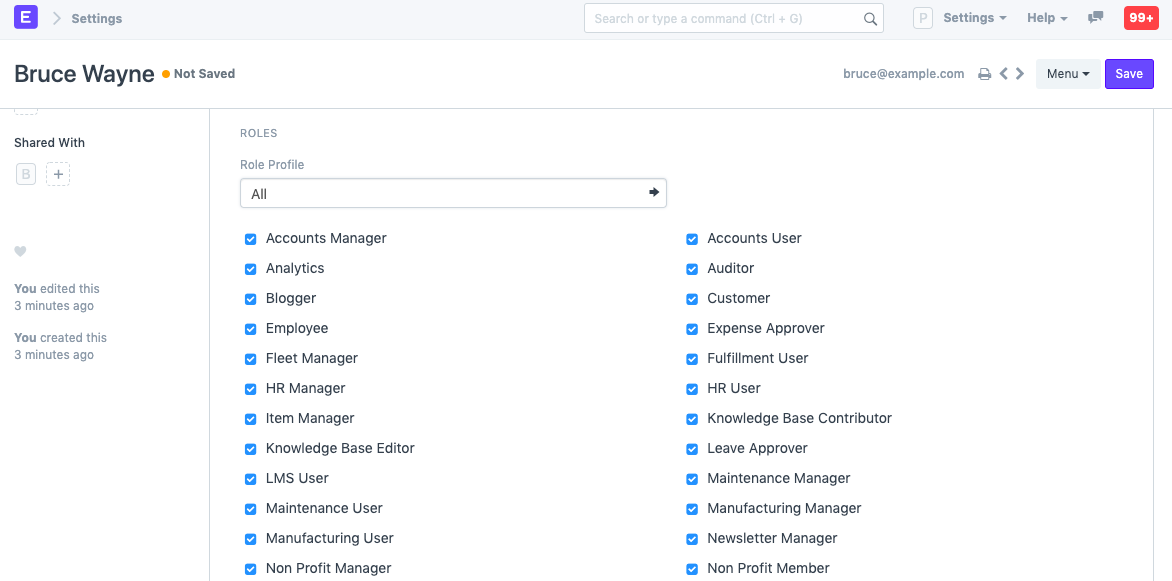 E Settings Search or type a command (Ctrl + G) P Settings Help 99+
Bruce Wayne Not Saved bruce@example.com Menu Save
Shared With
B +
You edited this
3 minutes ago
You created this
3 minutes ago
ROLES
Role Profile
All
Accounts Manager Accounts User
Analytics Auditor
Blogger Customer
Employee Expense Approver
Fleet Manager Fulfillment User
HR Manager HR User
Item Manager Knowledge Base Contributor
Knowledge Base Editor Leave Approver
LMS User Maintenance Manager
Maintenance User Manufacturing Manager
Manufacturing User Newsletter Manager
Non Profit Manager Non Profit Member